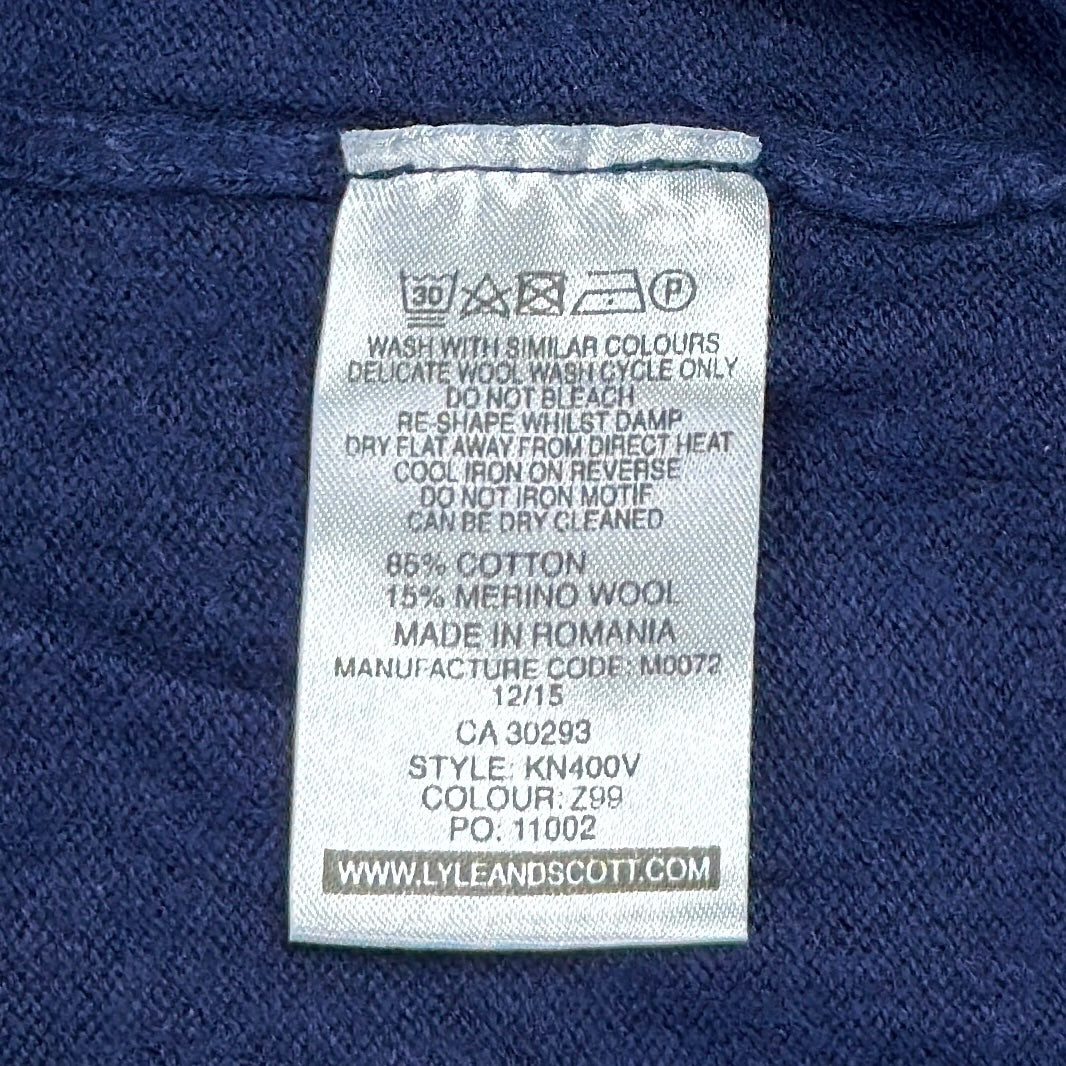 30 P
WASH WITH SIMILAR COLOURS
DELICATE WOOL WASH CYCLE ONLY
DO NOT BLEACH
RE-SHAPE WHILST DAMP
DRY FLAT AWAY FROM DIRECT HEAT
COOL IRON ON REVERSE
DO NOT IRON MOTIF
CAN BE DRY CLEANED
85% COTTON
15% MERINO WOOL
MADE IN ROMANIA
MANUFACTURE CODE: M0072
12/15
CA 30293
STYLE: KN400V
COLOUR: Z99
PO: 11002
WWW.LYLEANDSCOTT.COM